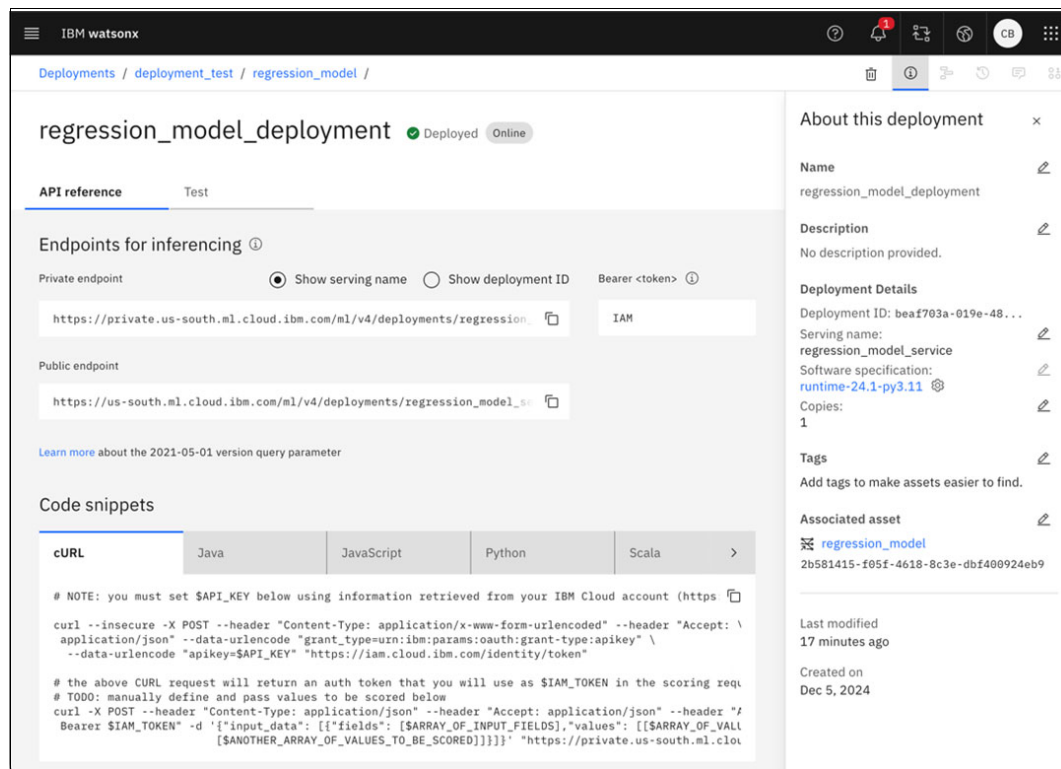 IBM watsonx
1
CB
Deployments / deployment_test / regression_model /
regression_model_deployment
Deployed
Online
API reference
Test
Endpoints for inferencing
Private endpoint
Show serving name
Show deployment ID
Bearer <token>
https://private.us-south.ml.cloud.ibm.com/ml/v4/deployments/regression_
IAM
Public endpoint
https://us-south.ml.cloud.ibm.com/ml/v4/deployments/regression_model_s
Learn more about the 2021-05-01 version query parameter
Code snippets
cURL
Java
JavaScript
Python
Scala
# NOTE: you must set $API_KEY below using information retrieved from your IBM Cloud account (https
curl --insecure -X POST --header "Content-Type: application/x-www-form-urlencoded" --header "Accept: \
application/json" --data-urlencode "grant_type=urn:ibm:params:oauth:grant-type:apikey" \
--data-urlencode "apikey=$API_KEY" "https://iam.cloud.ibm.com/identity/token"
# the above CURL request will return an auth token that you will use as $IAM_TOKEN in the scoring requ
# TODO: manually define and pass values to be scored below
curl -X POST --header "Content-Type: application/json" --header "Accept: application/json" --header "A
Bearer $IAM_TOKEN" -d '{"input_data": [{"fields": [$ARRAY_OF_INPUT_FIELDS],"values": [[$ARRAY_OF_VALU
[$ANOTHER_ARRAY_OF_VALUES_TO_BE_SCORED]]}]}' "https://private.us-south.ml.clou
About this deployment
Name
regression_model_deployment
Description
No description provided.
Deployment Details
Deployment ID: beaf703a-019e-48...
Serving name:
regression_model_service
Software specification:
runtime-24.1-py3.11
Copies:
1
Tags
Add tags to make assets easier to find.
Associated asset
regression_model
2b581415-f05f-4618-8c3e-dbf400924eb9
Last modified
17 minutes ago
Created on
Dec 5, 2024